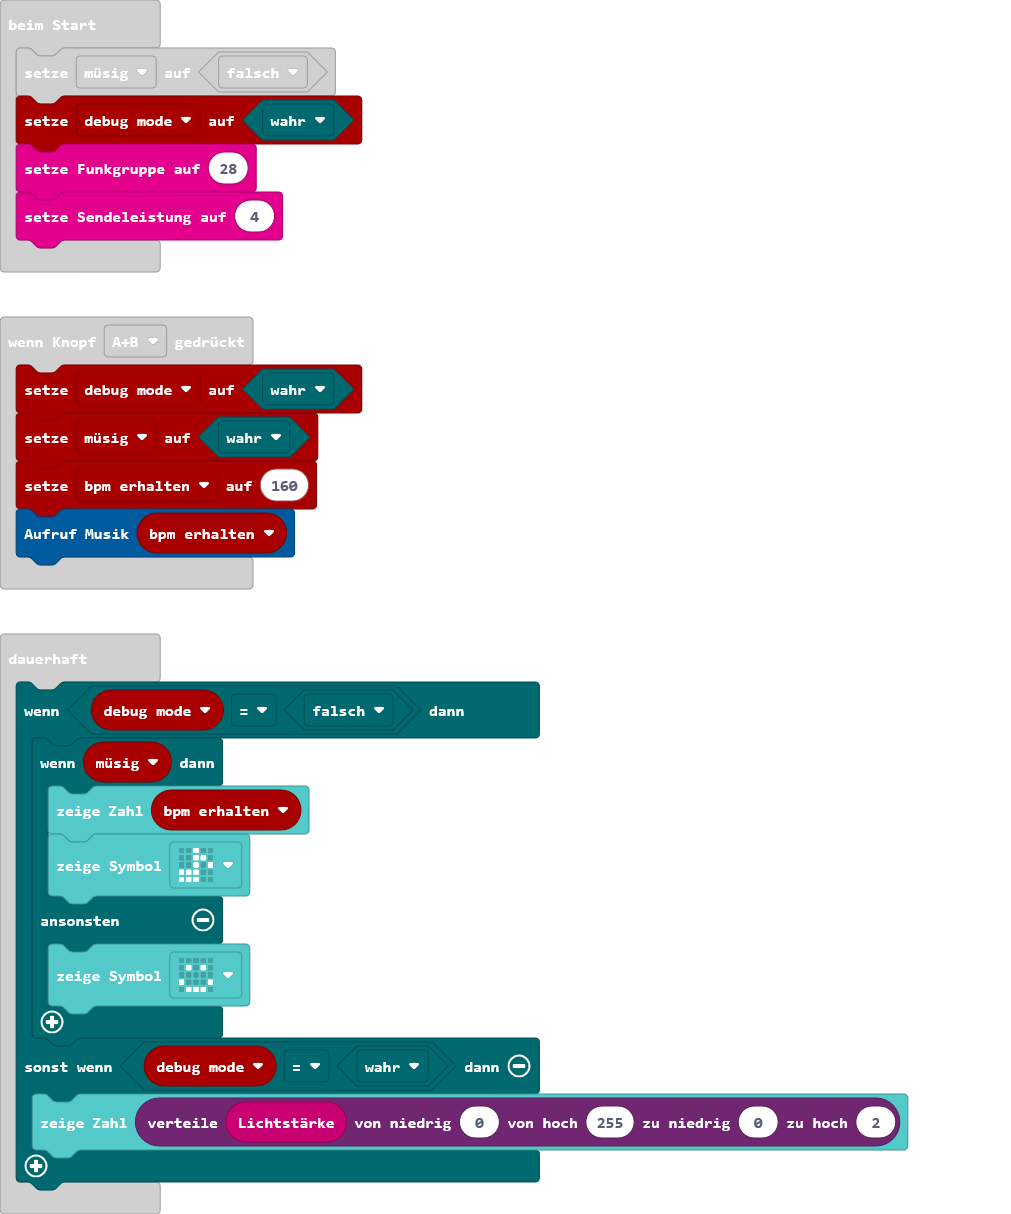 beim Start
setze müsig auf falsch
setze debug mode auf wahr
setze Funkgruppe auf 28
setze Sendeleistung auf 4
wenn Knopf A+B gedrückt
setze debug mode auf wahr
setze müsig auf wahr
setze bpm erhalten auf 160
Aufruf Musik bpm erhalten
dauerhaft
wenn debug mode = falsch dann
wenn müsig dann
zeige Zahl bpm erhalten
zeige Symbol
ansonsten
zeige Symbol
sonst wenn debug mode = wahr dann
zeige Zahl verteile Lichtstärke von niedrig 0 von hoch 255 zu niedrig 0 zu hoch 2